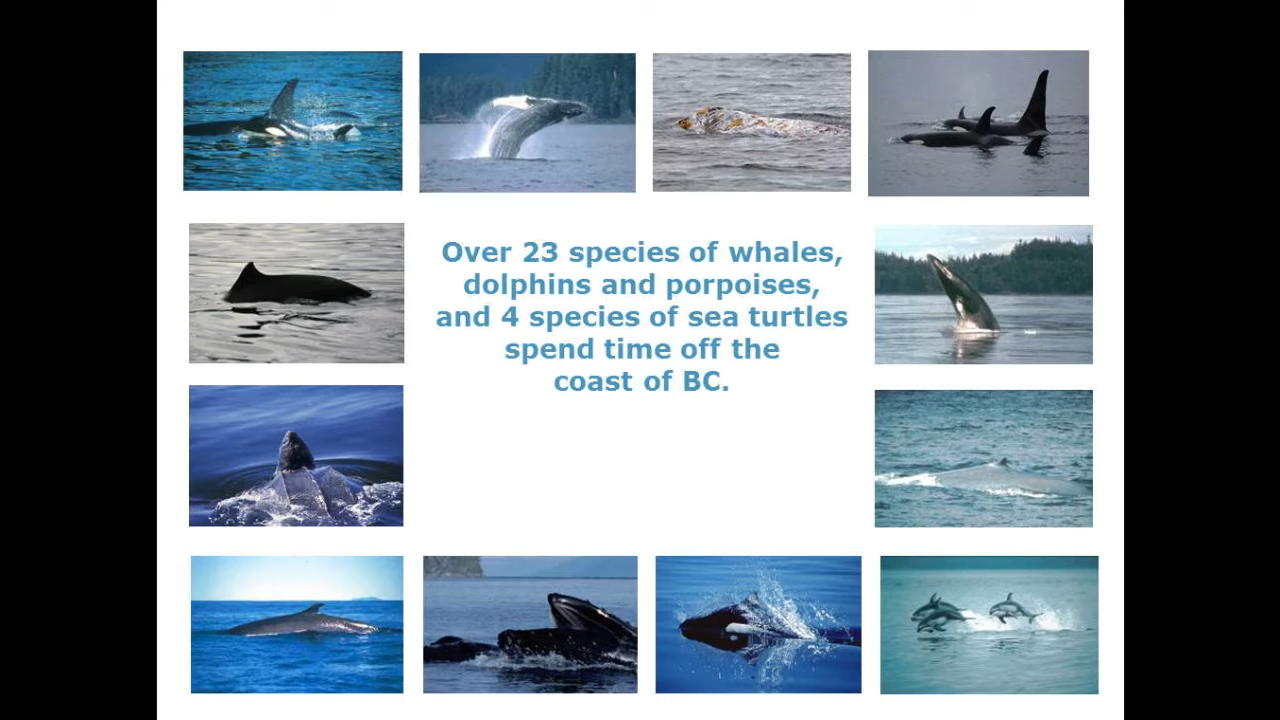 Over 23 species of whales,
dolphins and porpoises,
and 4 species of sea turtles
spend time off the
coast of BC.